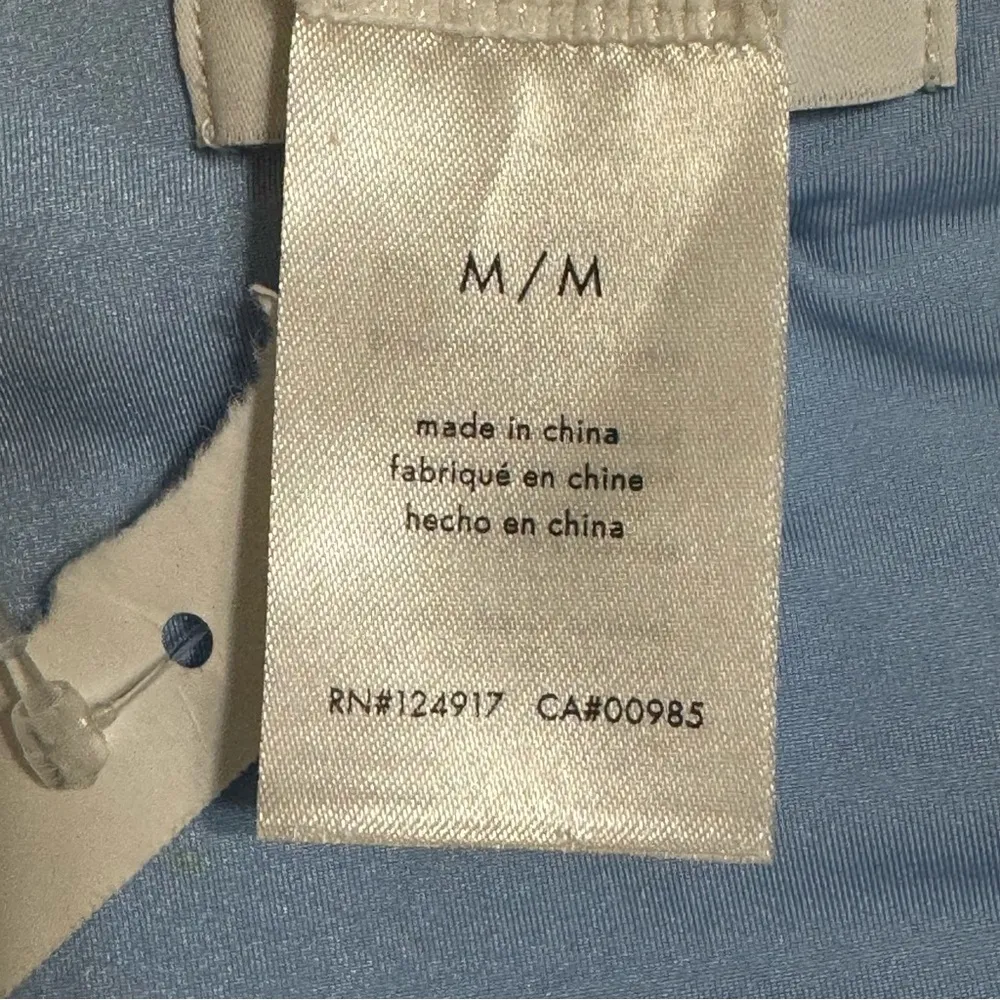 M/M
made in china
fabriqué en chine
hecho en china
RN#124917 CA#00985